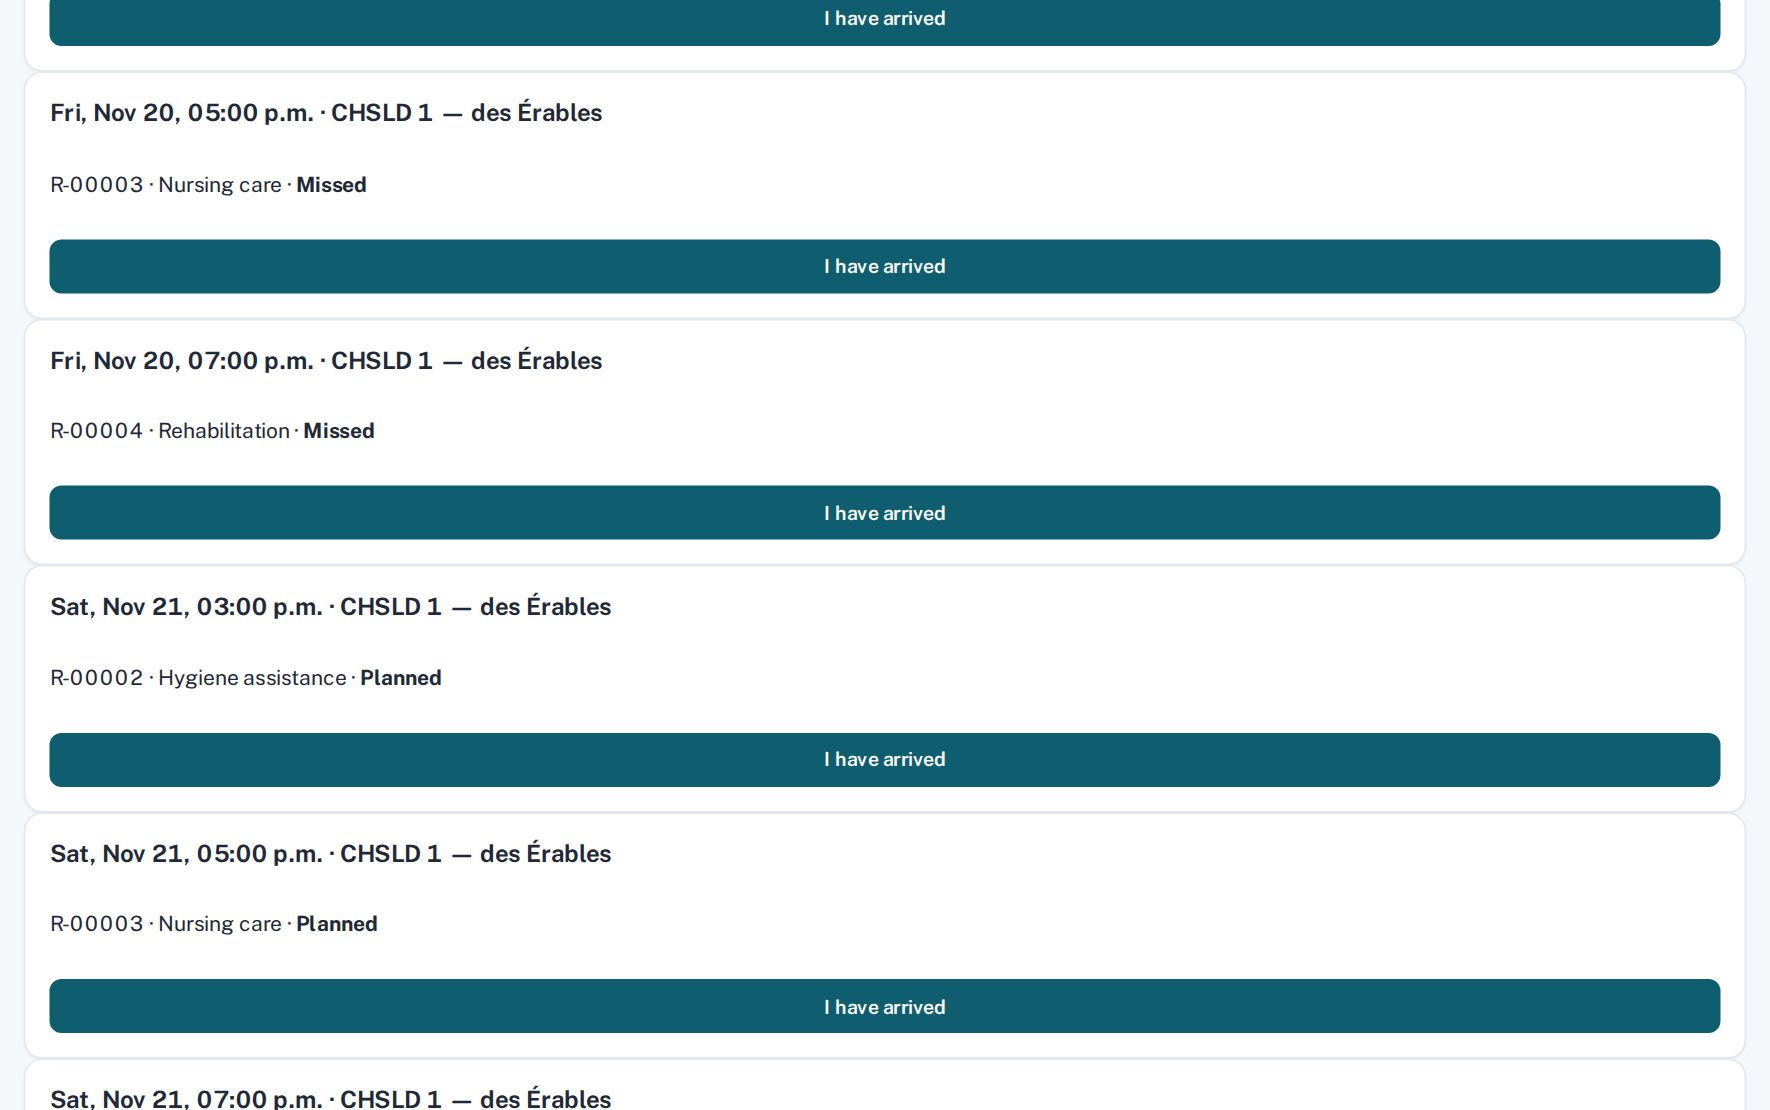 I have arrived
Fri, Nov 20, 05:00 p.m. · CHSLD 1 — des Érables
R-00003 · Nursing care · Missed
I have arrived
Fri, Nov 20, 07:00 p.m. · CHSLD 1 — des Érables
R-00004 · Rehabilitation · Missed
I have arrived
Sat, Nov 21, 03:00 p.m. · CHSLD 1 — des Érables
R-00002 · Hygiene assistance · Planned
I have arrived
Sat, Nov 21, 05:00 p.m. · CHSLD 1 — des Érables
R-00003 · Nursing care · Planned
I have arrived
Sat, Nov 21, 07:00 p.m. · CHSLD 1 — des Érables